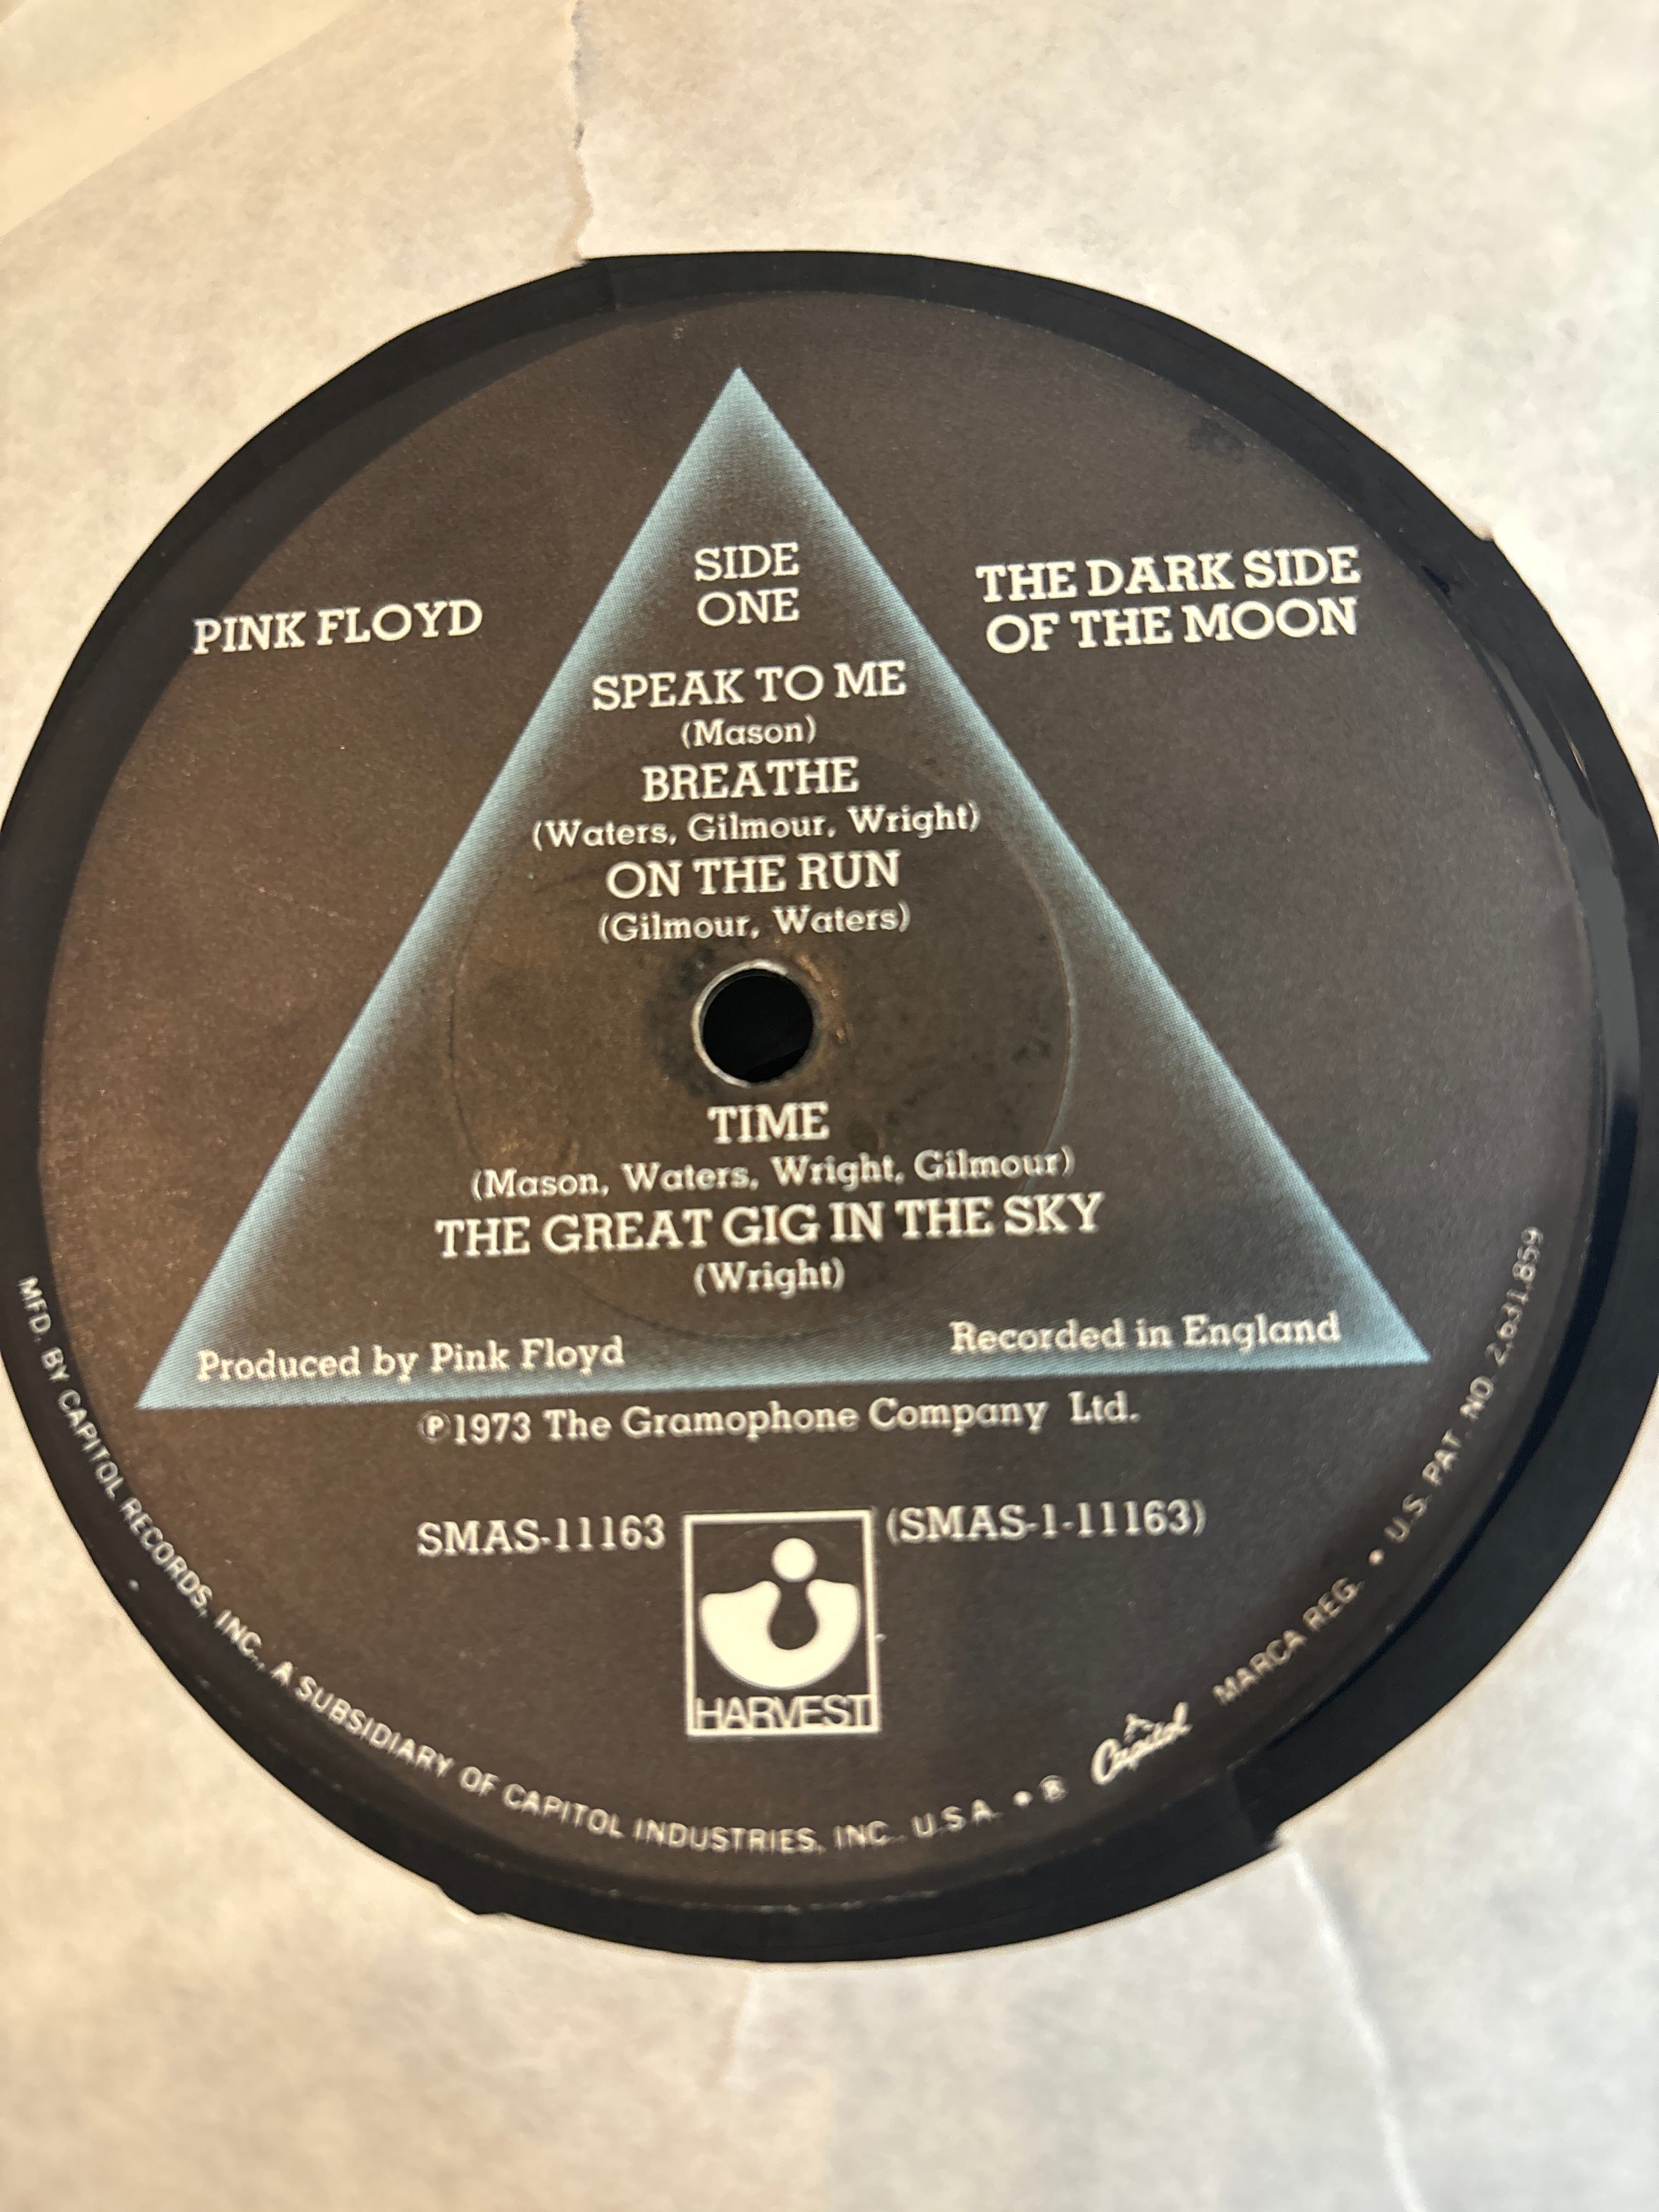 SIDE
ONE
PINK FLOYD
THE DARK SIDE
OF THE MOON
SPEAK TO ME
(Mason)
BREATHE
(Waters, Gilmour, Wright)
ON THE RUN
(Gilmour, Waters)
TIME
(Mason, Waters, Wright, Gilmour)
THE GREAT GIG IN THE SKY
(Wright)
Produced by Pink Floyd
Recorded in England
℗1973 The Gramophone Company Ltd.
SMAS-11163
(SMAS-1-11163)
HARVEST
MFD. BY CAPITOL RECORDS, INC., A SUBSIDIARY OF CAPITOL INDUSTRIES, INC., U.S.A. • ® Capitol MARCA REG. • U.S. PAT. NO. 2,631,859